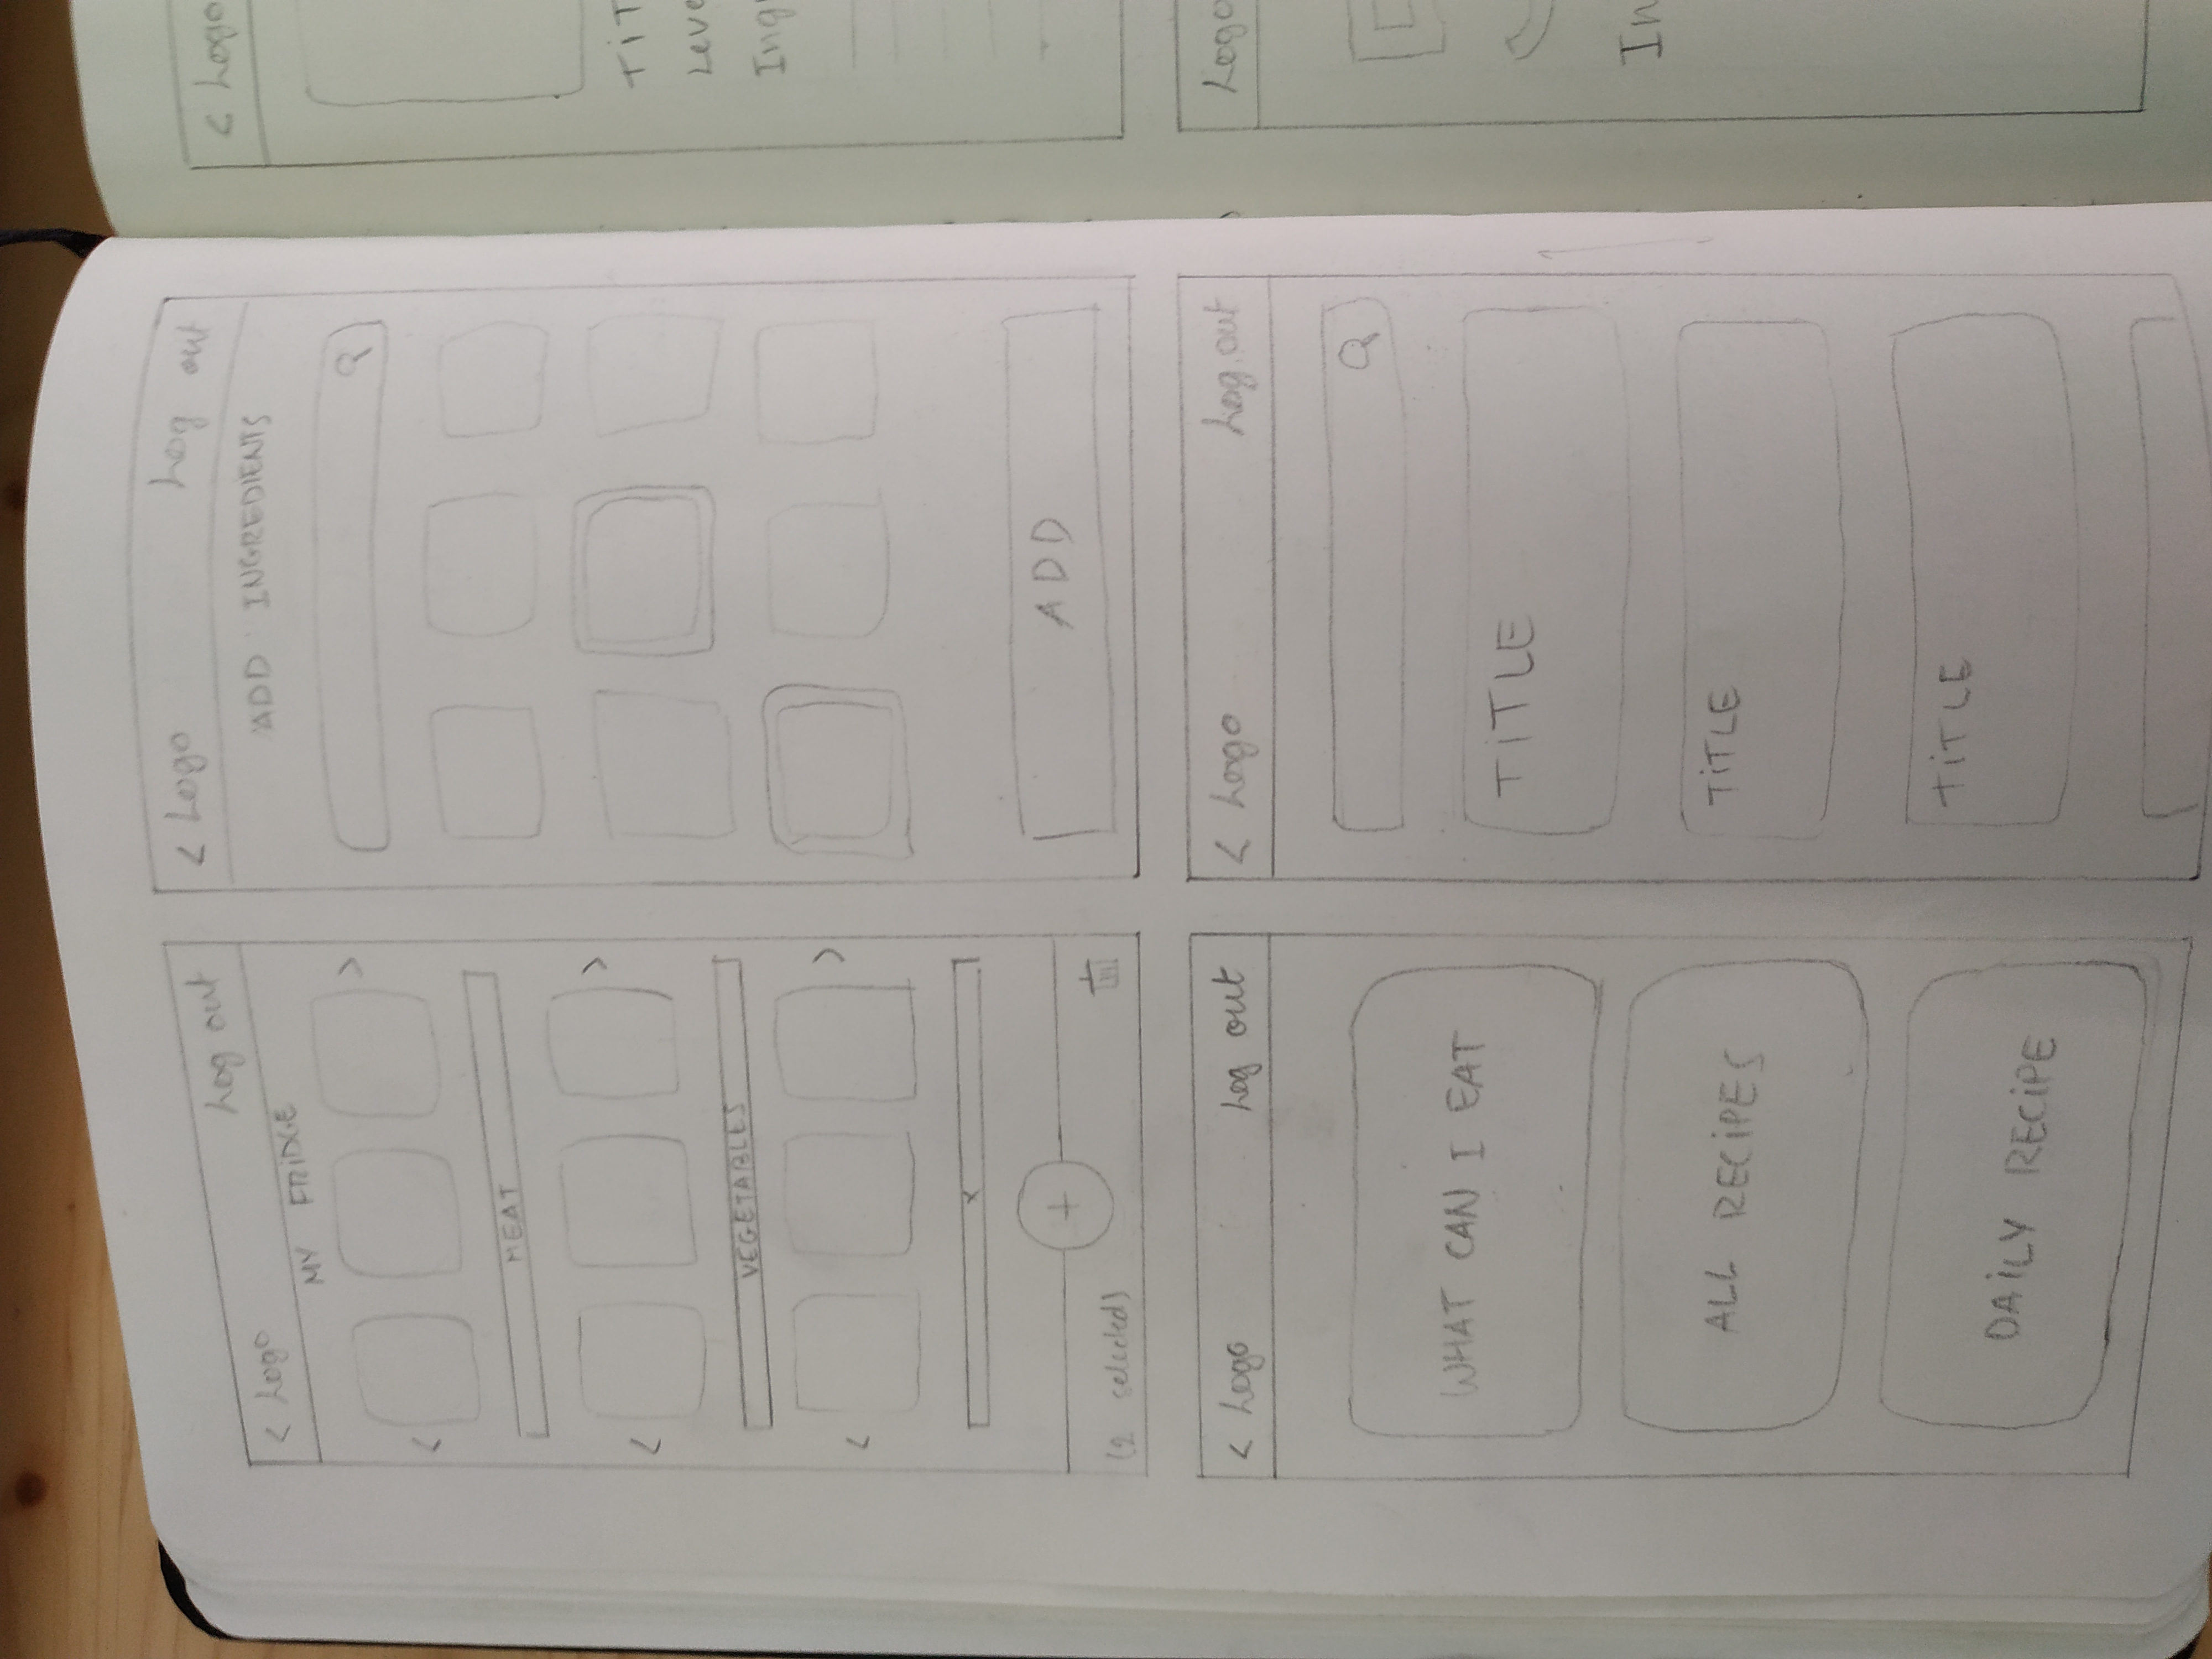 < Logo Log out
MY FRIDGE
< >
MEAT
< >
VEGETABLES
< >
x
+
(2 selected)
< Logo Log out
ADD INGREDIENTS
ADD
< Logo Log out
WHAT CAN I EAT
ALL RECiPES
DAiLY RECiPE
< Logo Log out
TiTLE
TiTLE
TiTLE
< Logo
TiT
Leve
Ing
Logo
In